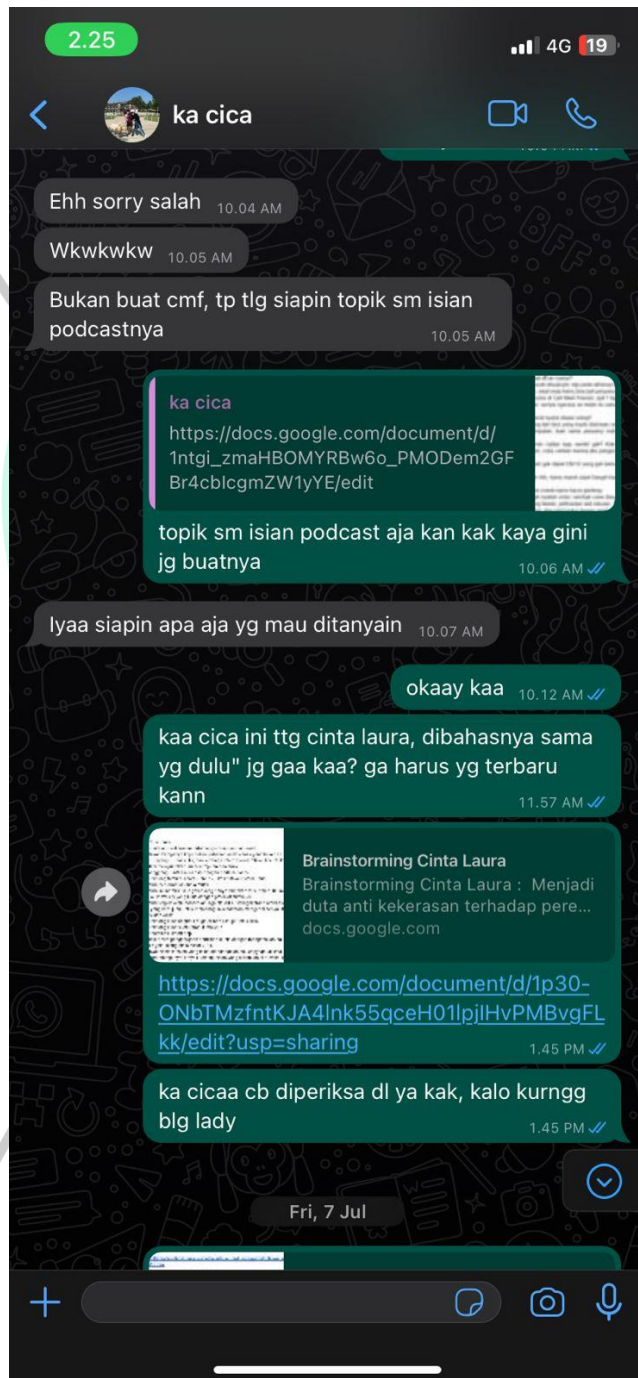 2.25
4G 19
ka cica
Ehh sorry salah 10.04 AM
Wkwkwkw 10.05 AM
Bukan buat cmf, tp tlg siapin topik sm isian
podcastnya 10.05 AM
ka cica
https://docs.google.com/document/d/
1ntgi_zmaHBOMYRBw6o_PMODem2GF
Br4cbIcgmZW1yYE/edit
topik sm isian podcast aja kan kak kaya gini
jg buatnya 10.06 AM
Iyaa siapin apa aja yg mau ditanyain 10.07 AM
okaay kaa 10.12 AM
kaa cica ini ttg cinta laura, dibahasnya sama
yg dulu" jg gaa kaa? ga harus yg terbaru
kann 11.57 AM
Brainstorming Cinta Laura
Brainstorming Cinta Laura : Menjadi
duta anti kekerasan terhadap pere...
docs.google.com
https://docs.google.com/document/d/1p30-
ONbTMzfntKJA4lnk55qceH01lpjlHvPMBvgFL
kk/edit?usp=sharing 1.45 PM
ka cicaa cb diperiksa dl ya kak, kalo kurngg
blg lady 1.45 PM
Fri, 7 Jul